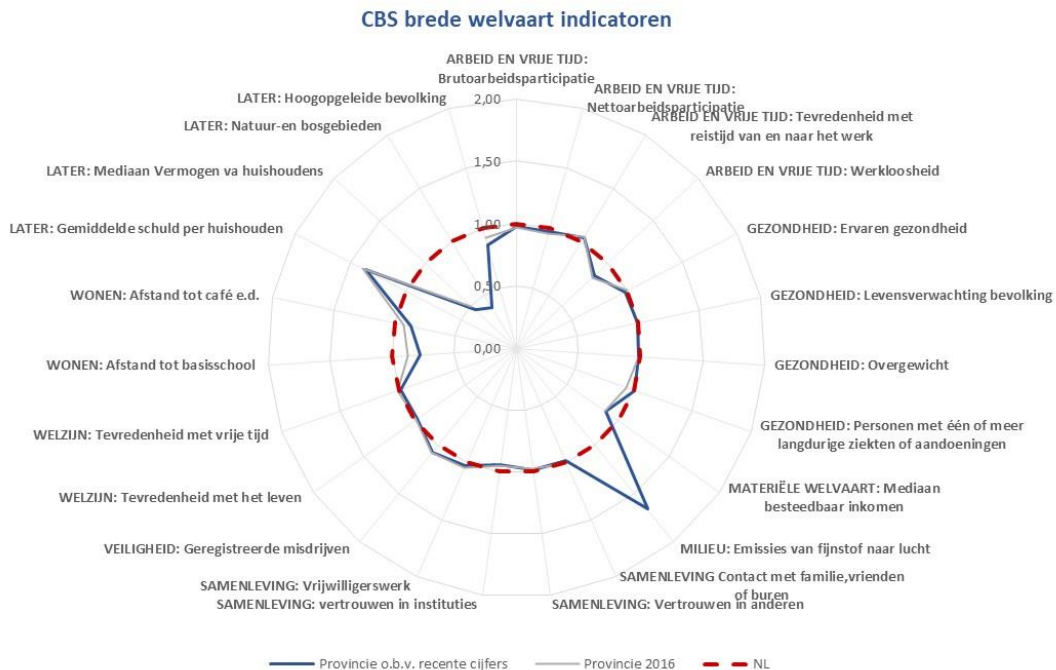 CBS brede welvaart indicatoren
ARBEID EN VRIJE TIJD:
Brutoarbeidsparticipatie
ARBEID EN VRIJE TIJD:
Nettoarbeidsparticipatie
ARBEID EN VRIJE TIJD: Tevredenheid met
reistijd van en naar het werk
ARBEID EN VRIJE TIJD: Werkloosheid
GEZONDHEID: Ervaren gezondheid
GEZONDHEID: Levensverwachting bevolking
GEZONDHEID: Overgewicht
GEZONDHEID: Personen met één of meer
langdurige ziekten of aandoeningen
MATERIËLE WELVAART: Mediaan
besteedbaar inkomen
MILIEU: Emissies van fijnstof naar lucht
SAMENLEVING Contact met familie,vrienden
of buren
SAMENLEVING: Vertrouwen in anderen
SAMENLEVING: vertrouwen in instituties
SAMENLEVING: Vrijwilligerswerk
VEILIGHEID: Geregistreerde misdrijven
WELZIJN: Tevredenheid met het leven
WELZIJN: Tevredenheid met vrije tijd
WONEN: Afstand tot basisschool
WONEN: Afstand tot café e.d.
LATER: Gemiddelde schuld per huishouden
LATER: Mediaan Vermogen va huishoudens
LATER: Natuur-en bosgebieden
LATER: Hoogopgeleide bevolking
2,00
1,50
1,00
0,50
0,00
Provincie o.b.v. recente cijfers
Provincie 2016
NL